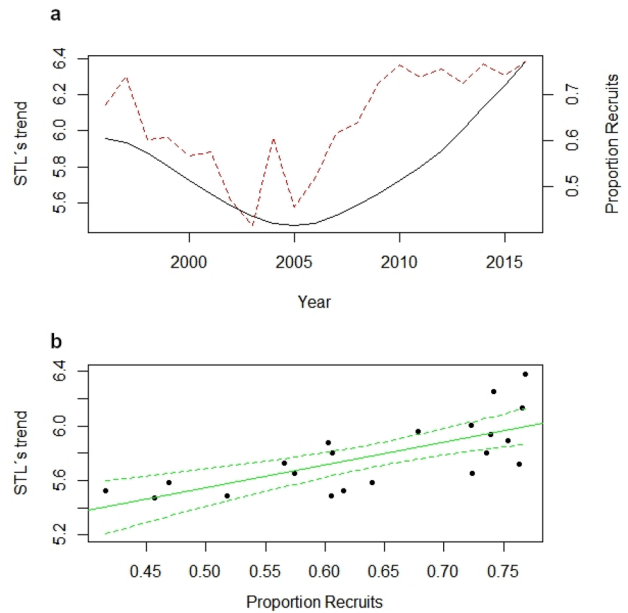 a
STL´s trend
6.4
6.2
6.0
5.8
5.6
0.7
0.6
0.5
Proportion Recruits
2000 2005 2010 2015
Year
b
STL´s trend
6.4
6.0
5.6
5.2
0.45 0.50 0.55 0.60 0.65 0.70 0.75
Proportion Recruits